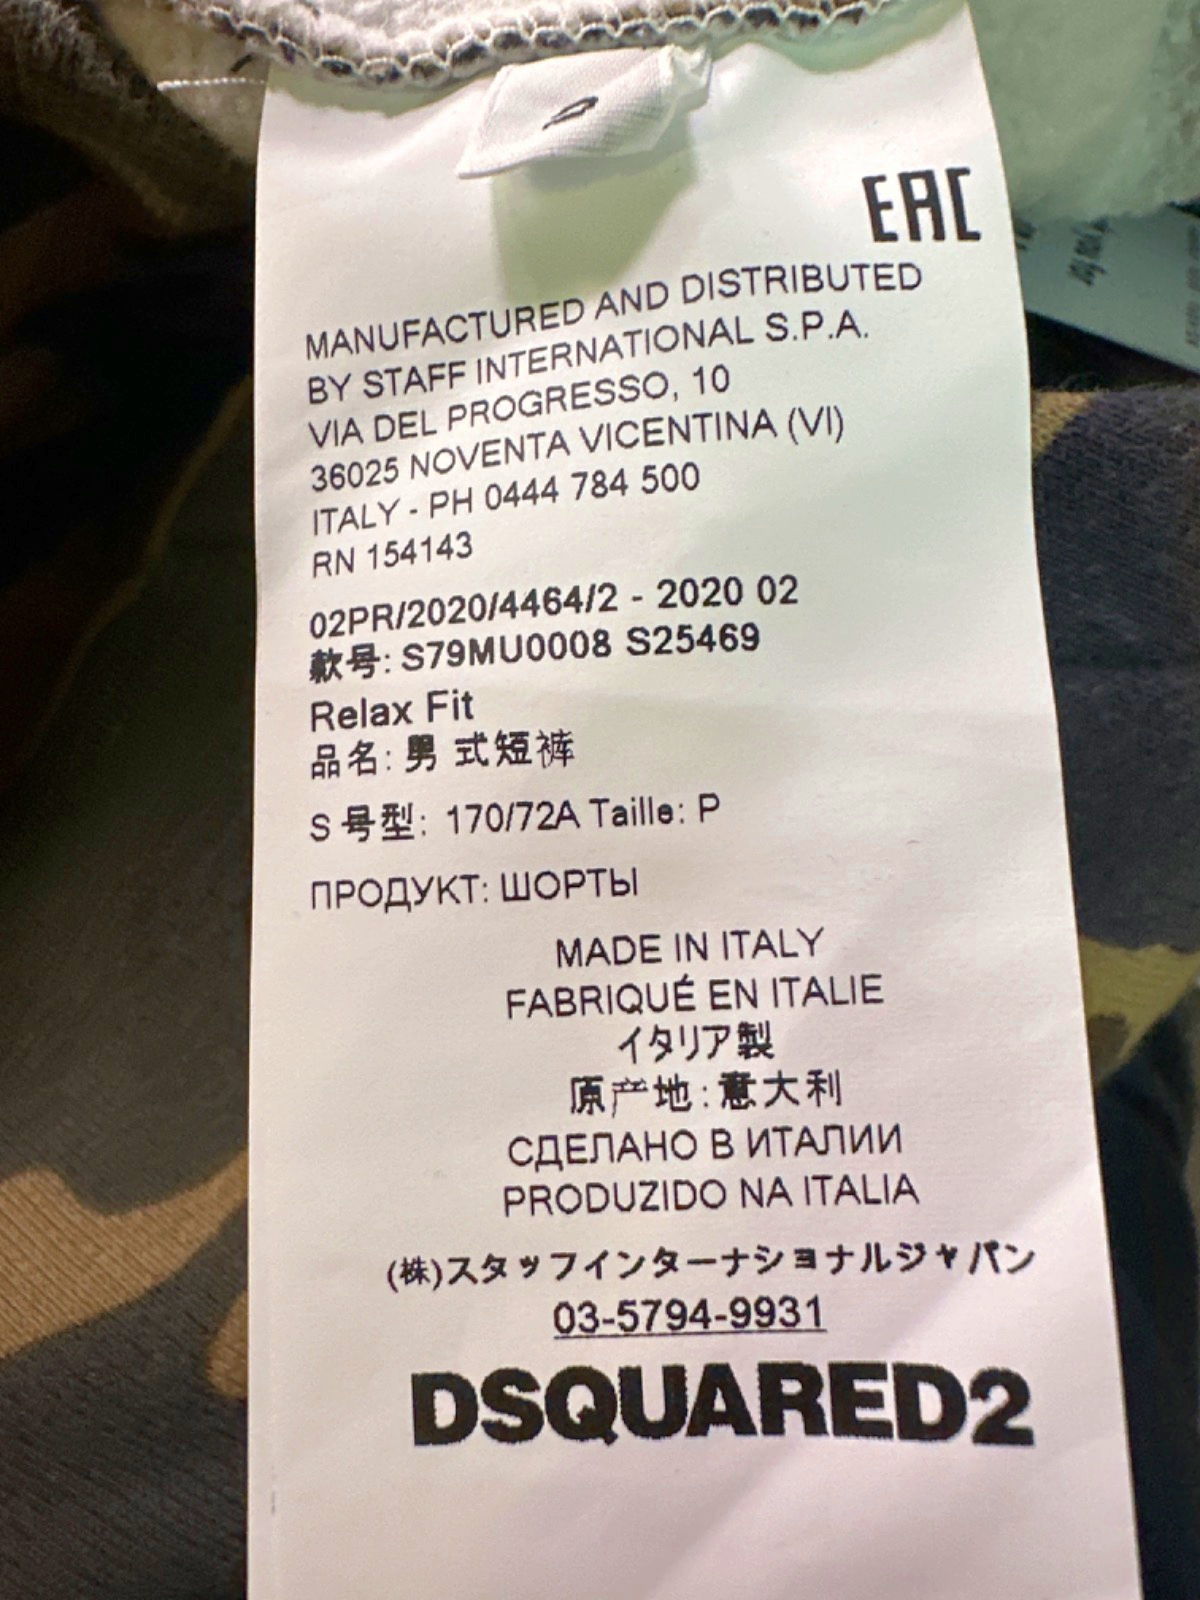 EAC
MANUFACTURED AND DISTRIBUTED
BY STAFF INTERNATIONAL S.P.A.
VIA DEL PROGRESSO, 10
36025 NOVENTA VICENTINA (VI)
ITALY - PH 0444 784 500
RN 154143
02PR/2020/4464/2 - 2020 02
款号: S79MU0008 S25469
Relax Fit
品名: 男 式短裤
S 号型: 170/72A Taille: P
ПРОДУКТ: ШОРТЫ
MADE IN ITALY
FABRIQUÉ EN ITALIE
イタリア製
原产地: 意大利
СДЕЛАНО В ИТАЛИИ
PRODUZIDO NA ITALIA
(株)スタッフインターナショナルジャパン
03-5794-9931
DSQUARED2